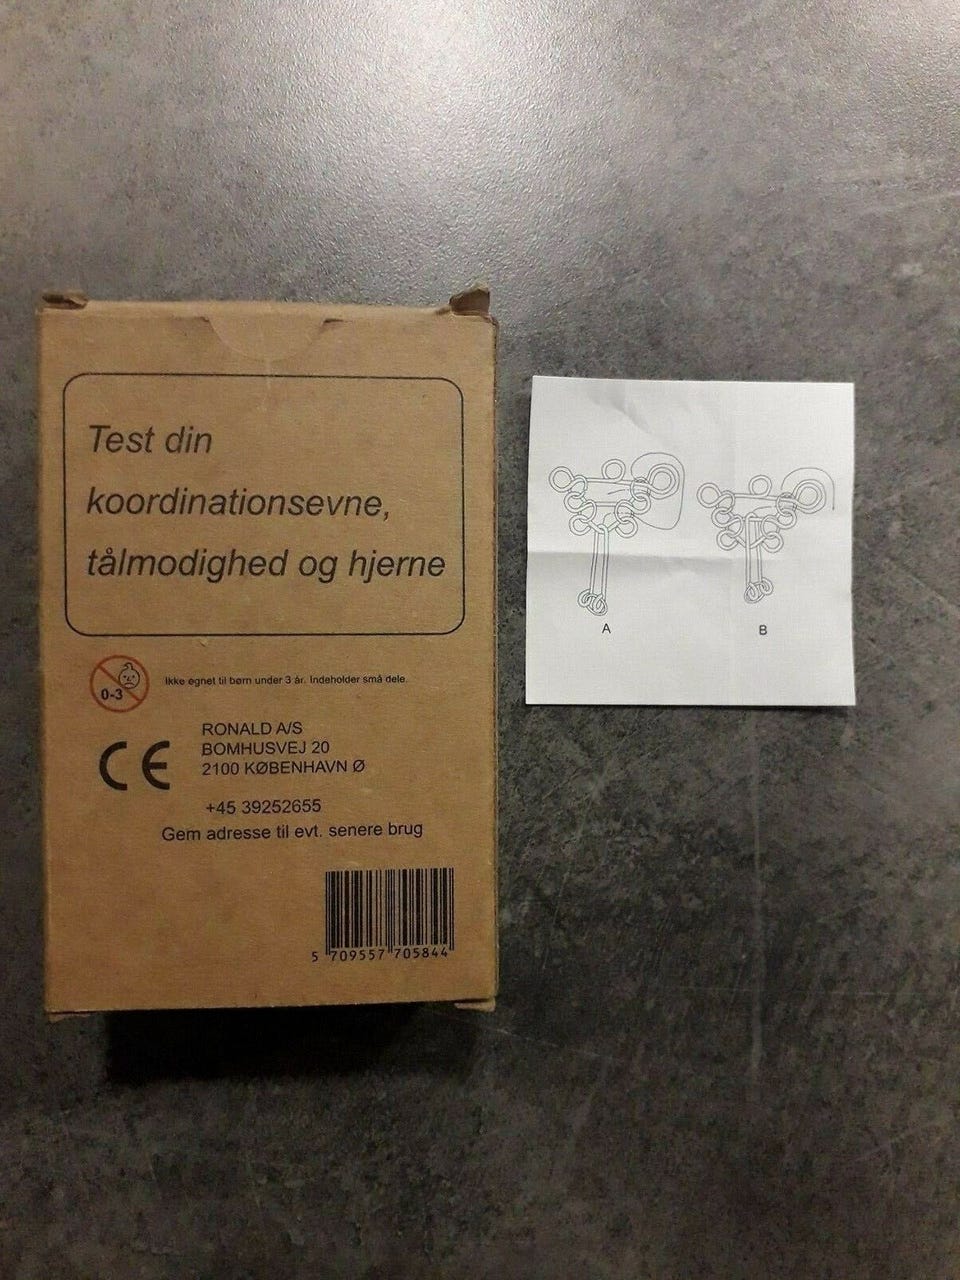 Test din
koordinationsevne,
tålmodighed og hjerne
0-3
Ikke egnet til børn under 3 år. Indeholder små dele.
CE
RONALD A/S
BOMHUSVEJ 20
2100 KØBENHAVN Ø
+45 39252655
Gem adresse til evt. senere brug
5 709557 705844
A
B